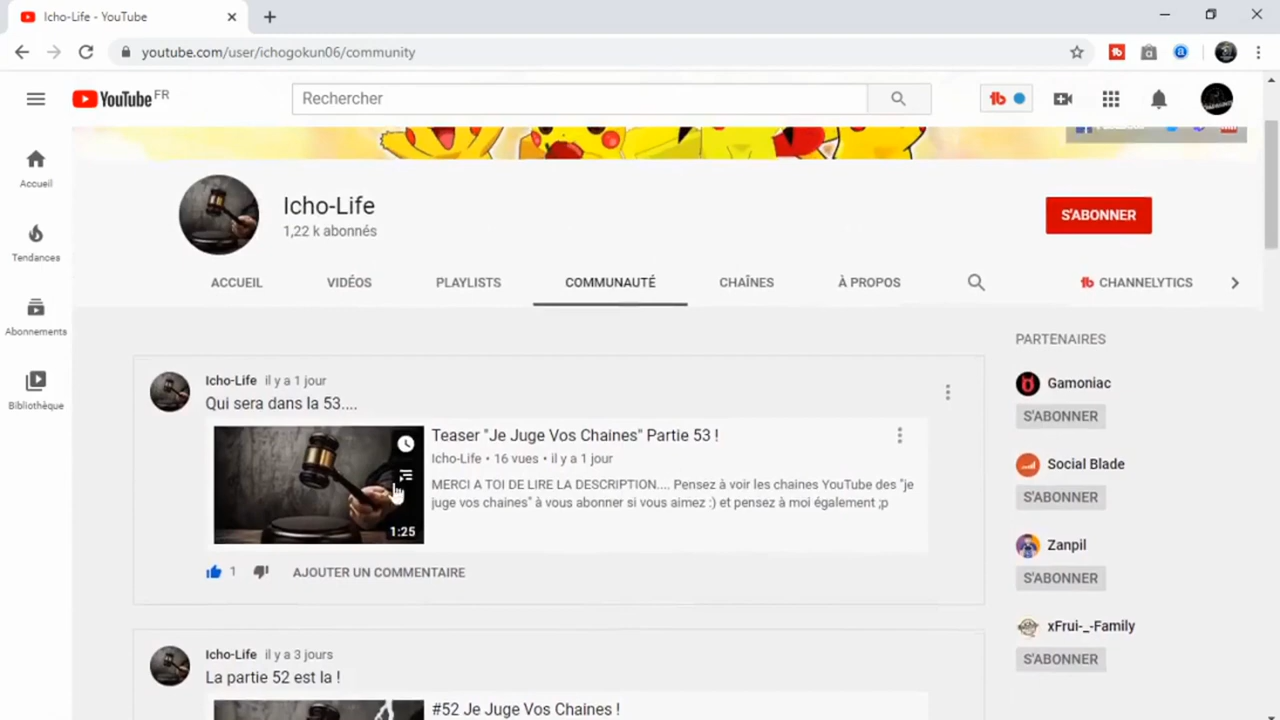 Icho-Life - YouTube
youtube.com/user/ichogokun06/community
YouTube FR
Rechercher
tb
Accueil
Tendances
Abonnements
Bibliothèque
Icho-Life
1,22 k abonnés
S'ABONNER
ACCUEIL VIDÉOS PLAYLISTS COMMUNAUTÉ CHAÎNES À PROPOS tb CHANNELYTICS
Icho-Life il y a 1 jour
Qui sera dans la 53....
Teaser "Je Juge Vos Chaines" Partie 53 !
Icho-Life • 16 vues • il y a 1 jour
MERCI A TOI DE LIRE LA DESCRIPTION.... Pensez à voir les chaines YouTube des "je
juge vos chaines" à vous abonner si vous aimez :) et pensez à moi également ;p
1:25
1 AJOUTER UN COMMENTAIRE
Icho-Life il y a 3 jours
La partie 52 est la !
#52 Je Juge Vos Chaines !
PARTENAIRES
Gamoniac
S'ABONNER
Social Blade
S'ABONNER
Zanpil
S'ABONNER
xFrui-_-Family
S'ABONNER